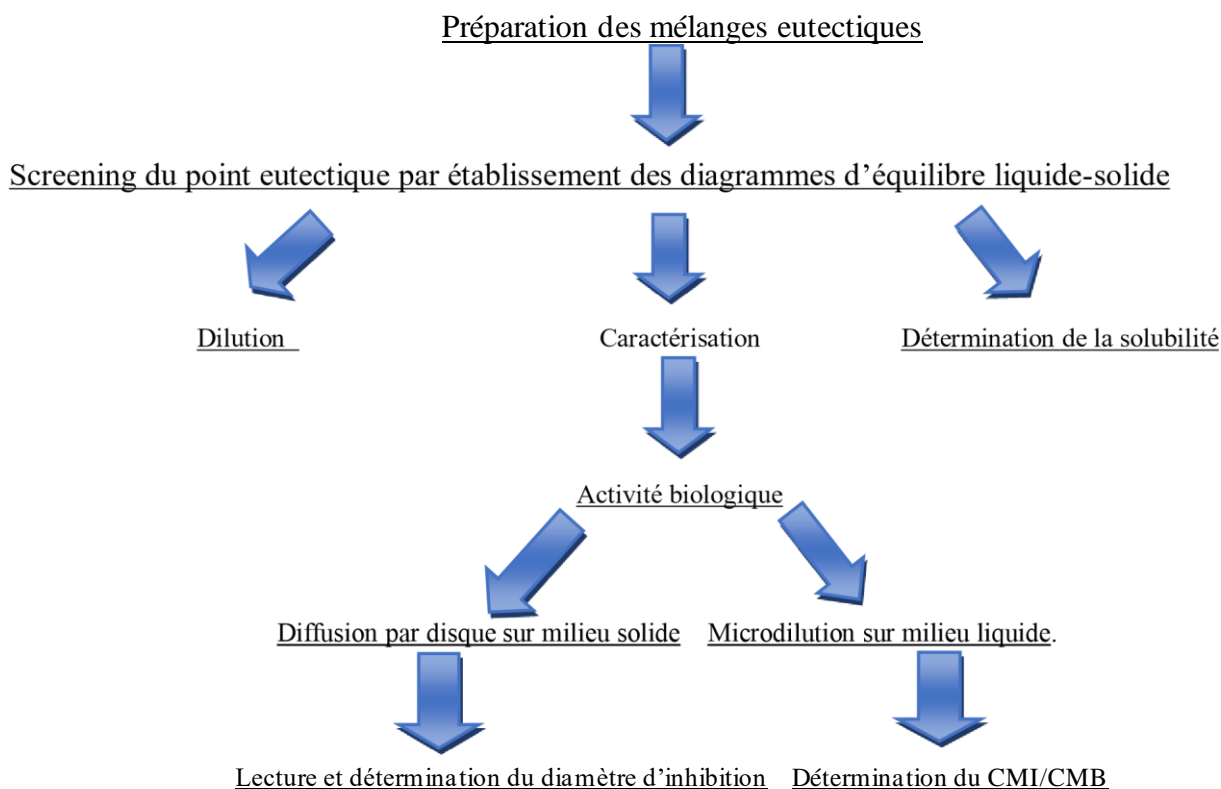 Préparation des mélanges eutectiques
Screening du point eutectique par établissement des diagrammes d’équilibre liquide-solide
Dilution
Caractérisation
Détermination de la solubilité
Activité biologique
Diffusion par disque sur milieu solide
Microdilution sur milieu liquide.
Lecture et détermination du diamètre d’inhibition
Détermination du CMI/CMB